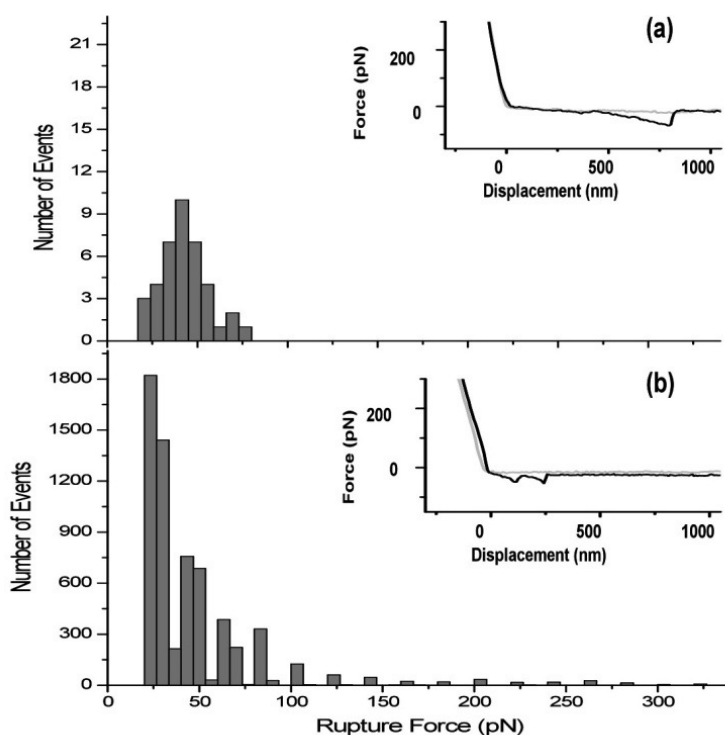 (a)
21
18
15
12
9
6
3
0
Number of Events
200
0
Force (pN)
0 500 1000
Displacement (nm)
(b)
1800
1500
1200
900
600
300
0
Number of Events
200
0
Force (pN)
0 500 1000
Displacement (nm)
0 50 100 150 200 250 300
Rupture Force (pN)